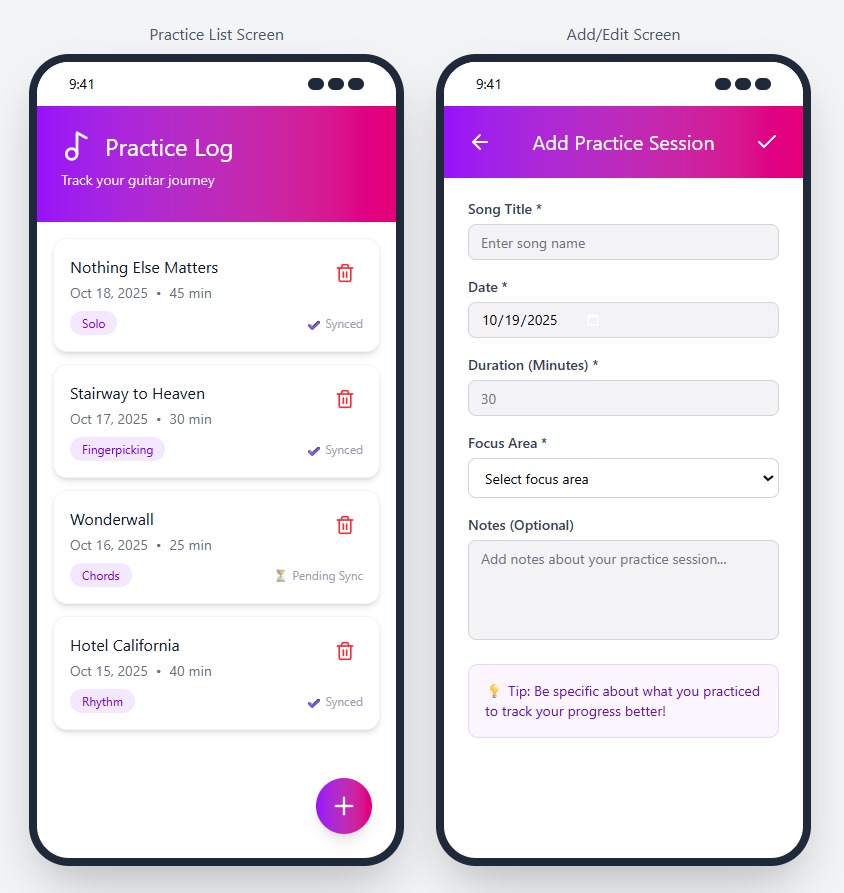 Practice List Screen
9:41
Practice Log
Track your guitar journey
Nothing Else Matters
Oct 18, 2025 • 45 min
Solo
✔ Synced
Stairway to Heaven
Oct 17, 2025 • 30 min
Fingerpicking
✔ Synced
Wonderwall
Oct 16, 2025 • 25 min
Chords
⏳ Pending Sync
Hotel California
Oct 15, 2025 • 40 min
Rhythm
✔ Synced
Add/Edit Screen
9:41
Add Practice Session
Song Title *
Enter song name
Date *
10/19/2025
Duration (Minutes) *
30
Focus Area *
Select focus area
Notes (Optional)
Add notes about your practice session...
💡 Tip: Be specific about what you practiced
to track your progress better!